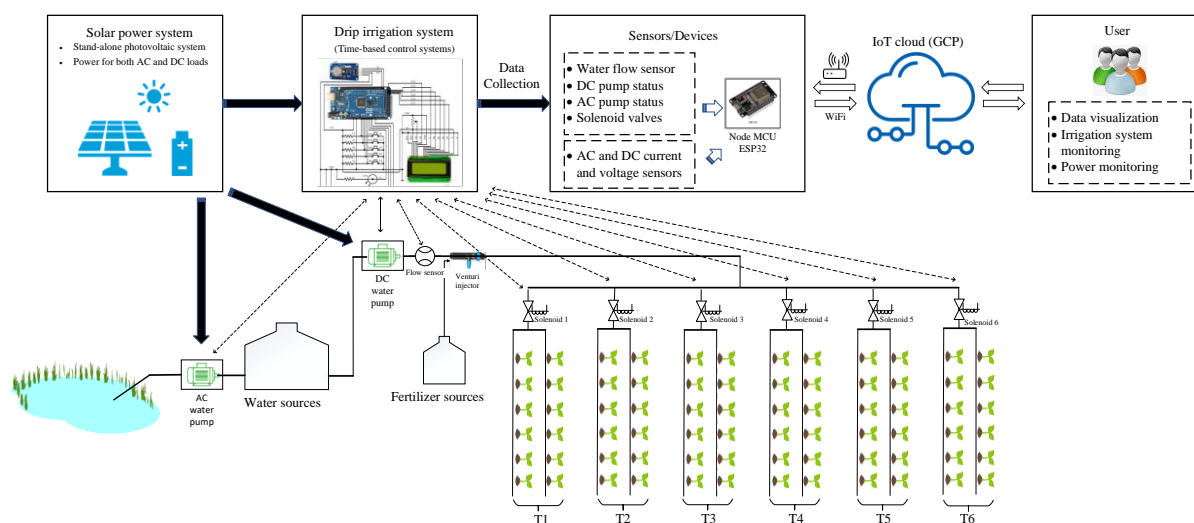 Solar power system
• Stand-alone photovoltaic system
• Power for both AC and DC loads
Drip irrigation system
(Time-based control systems)
Data
Collection
Sensors/Devices
• Water flow sensor
• DC pump status
• AC pump status
• Solenoid valves
• AC and DC current
and voltage sensors
Node MCU
ESP32
WiFi
IoT cloud (GCP)
User
• Data visualization
• Irrigation system
monitoring
• Power monitoring
DC
water
pump
Flow sensor
Venturi
injector
Solenoid 1
Solenoid 2
Solenoid 3
Solenoid 4
Solenoid 5
Solenoid 6
AC
water
pump
Water sources
Fertilizer sources
T1
T2
T3
T4
T5
T6